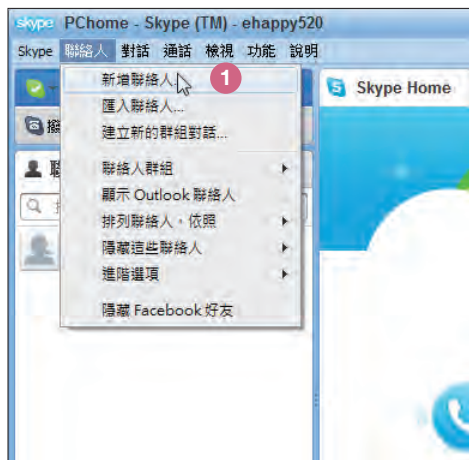 skype PChome - Skype (TM) - ehappy520
Skype 聯絡人 對話 通話 檢視 功能 說明
新增聯絡人
1
匯入聯絡人...
建立新的群組對話...
聯絡人群組
顯示 Outlook 聯絡人
排列聯絡人，依照
隱藏這些聯絡人
進階選項
隱藏 Facebook 好友
撥
Skype Home